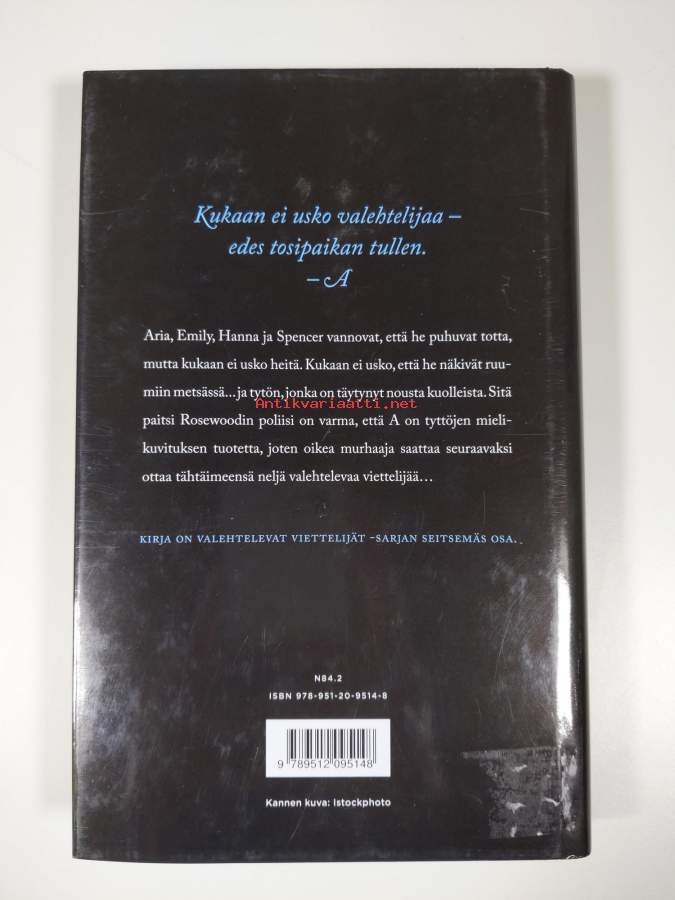 Kukaan ei usko valehtelijaa –
edes tosipaikan tullen.
– A
Aria, Emily, Hanna ja Spencer vannovat, että he puhuvat totta,
mutta kukaan ei usko heitä. Kukaan ei usko, että he näkivät ruu-
miin metsässä...ja tytön, jonka on täytynyt nousta kuolleista. Sitä
Antikvariaatti.net
paitsi Rosewoodin poliisi on varma, että A on tyttöjen mieli-
kuvituksen tuotetta, joten oikea murhaaja saattaa seuraavaksi
ottaa tähtäimeensä neljä valehtelevaa viettelijää...
KIRJA ON VALEHTELEVAT VIETTELIJÄT -SARJAN SEITSEMÄS OSA.
N84.2
ISBN 978-951-20-9514-8
9 789512 095148
Kannen kuva: Istockphoto